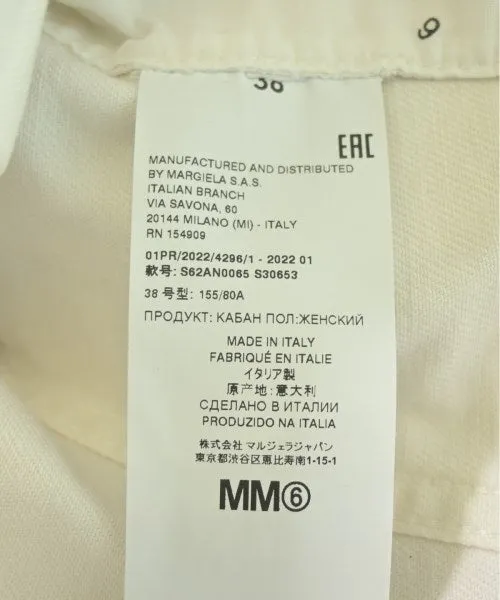 6
38
EAC
MANUFACTURED AND DISTRIBUTED
BY MARGIELA S.A.S.
ITALIAN BRANCH
VIA SAVONA, 60
20144 MILANO (MI) - ITALY
RN 154909
01PR/2022/4296/1 - 2022 01
款号: S62AN0065 S30653
38 号型: 155/80A
ПРОДУКТ: КАБАН ПОЛ:ЖЕНСКИЙ
MADE IN ITALY
FABRIQUÉ EN ITALIE
イタリア製
原产地:意大利
СДЕЛАНО В ИТАЛИИ
PRODUZIDO NA ITALIA
株式会社 マルジェラジャパン
東京都渋谷区恵比寿南1-15-1
MM⑥